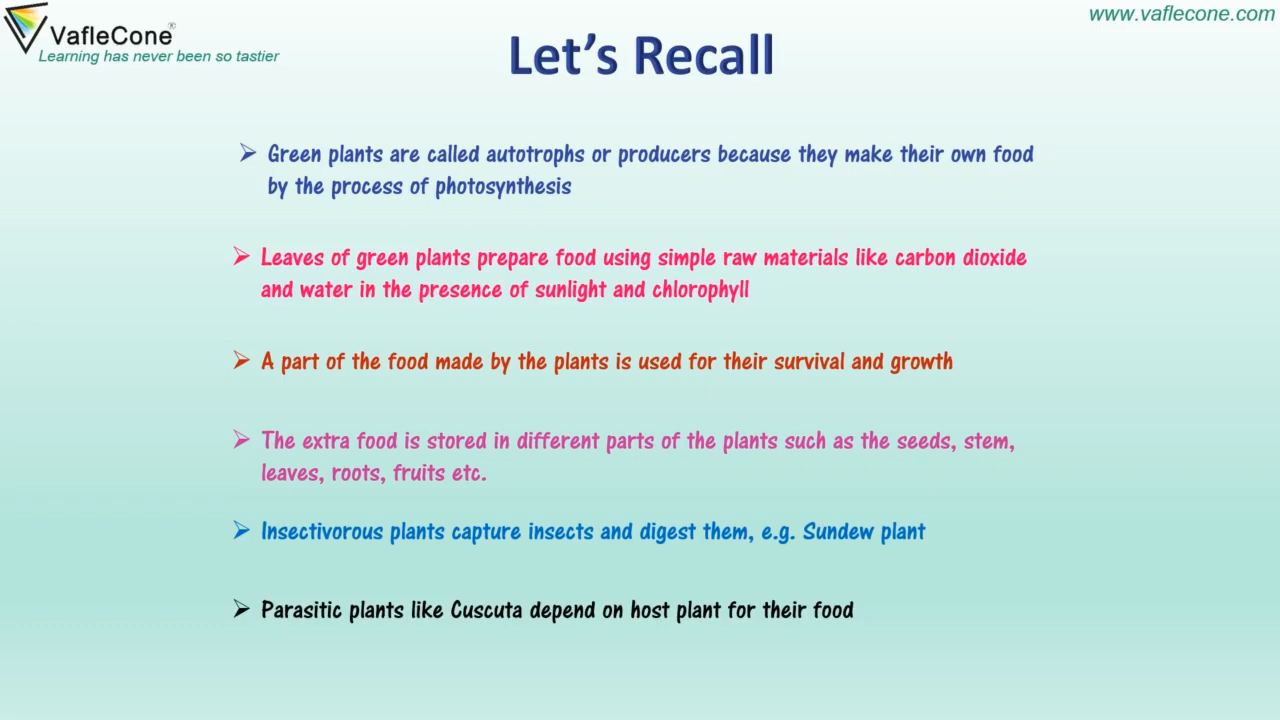 VafleCone®
Learning has never been so tastier
www.vaflecone.com
Let's Recall
➢ Green plants are called autotrophs or producers because they make their own food
by the process of photosynthesis
➢ Leaves of green plants prepare food using simple raw materials like carbon dioxide
and water in the presence of sunlight and chlorophyll
➢ A part of the food made by the plants is used for their survival and growth
➢ The extra food is stored in different parts of the plants such as the seeds, stem,
leaves, roots, fruits etc.
➢ Insectivorous plants capture insects and digest them, e.g. Sundew plant
➢ Parasitic plants like Cuscuta depend on host plant for their food